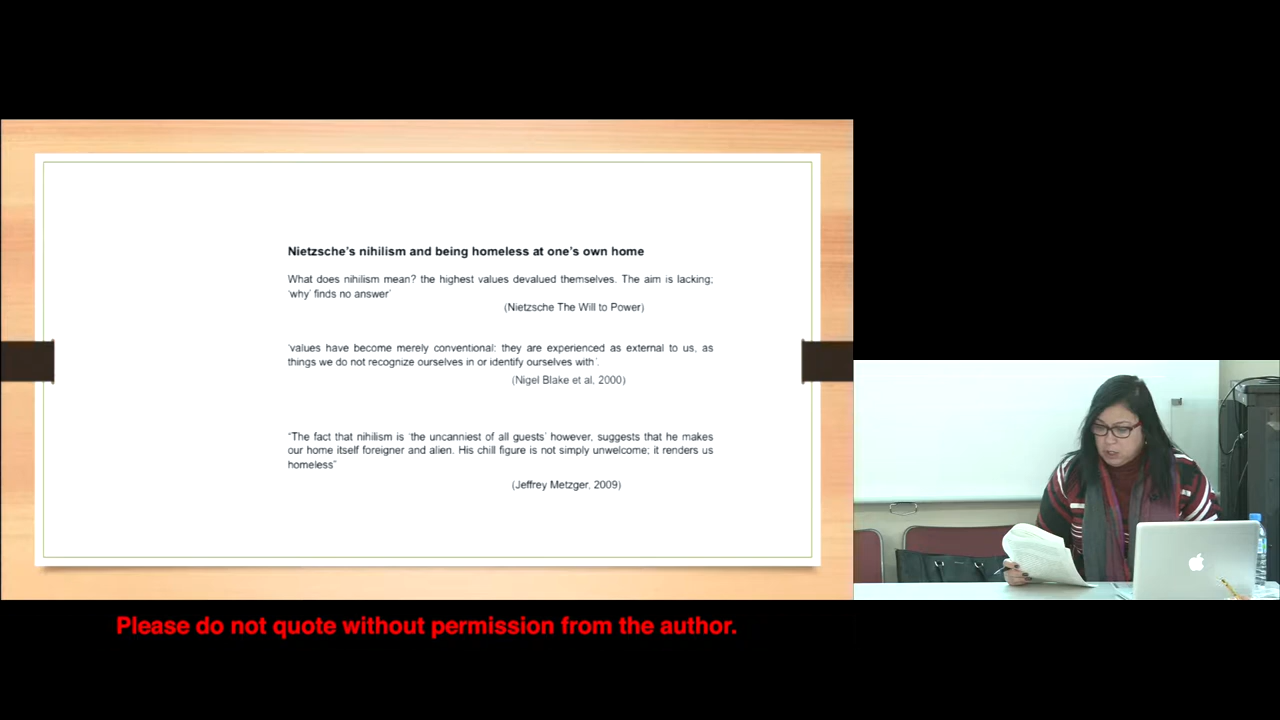 Nietzsche's nihilism and being homeless at one's own home
What does nihilism mean? the highest values devalued themselves. The aim is lacking;
'why' finds no answer'
(Nietzsche The Will to Power)
'values have become merely conventional: they are experienced as external to us, as
things we do not recognize ourselves in or identify ourselves with'.
(Nigel Blake et al, 2000)
"The fact that nihilism is 'the uncanniest of all guests' however, suggests that he makes
our home itself foreigner and alien. His chill figure is not simply unwelcome; it renders us
homeless"
(Jeffrey Metzger, 2009)
Please do not quote without permission from the author.